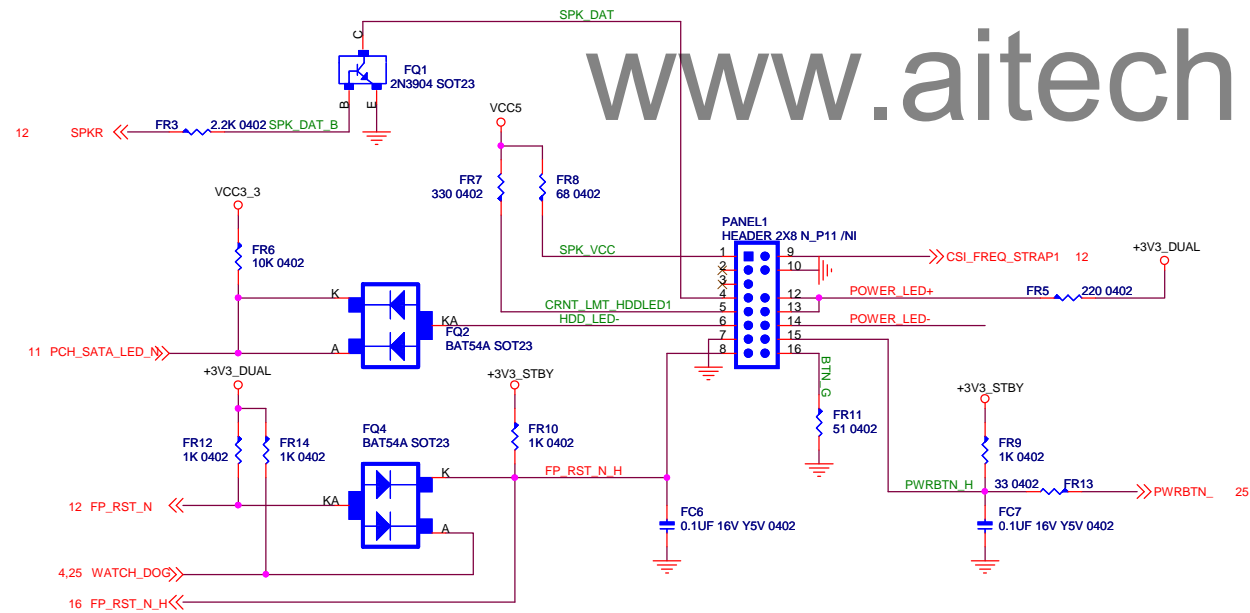 SPK_DAT
www.aitech
C
FQ1
2N3904 SOT23
B
E
12 SPKR
FR3 2.2K 0402 SPK_DAT_B
VCC5
FR7
330 0402
FR8
68 0402
VCC3_3
FR6
10K 0402
PANEL1
HEADER 2X8 N_P11 /NI
SPK_VCC
1
2
3
4
5
6
7
8
9
10
12
13
14
15
16
CSI_FREQ_STRAP1 12
+3V3_DUAL
POWER_LED+
FR5 220 0402
POWER_LED-
CRNT_LMT_HDDLED1
HDD_LED-
K
KA
A
FQ2
BAT54A SOT23
11 PCH_SATA_LED_N
+3V3_DUAL
FR12
1K 0402
FR14
1K 0402
FQ4
BAT54A SOT23
+3V3_STBY
FR10
1K 0402
BTN_G
FR11
51 0402
+3V3_STBY
FR9
1K 0402
K
KA
A
FP_RST_N_H
12 FP_RST_N
PWRBTN_H
33 0402 FR13
PWRBTN_ 25
FC6
0.1UF 16V Y5V 0402
FC7
0.1UF 16V Y5V 0402
4,25 WATCH_DOG
16 FP_RST_N_H